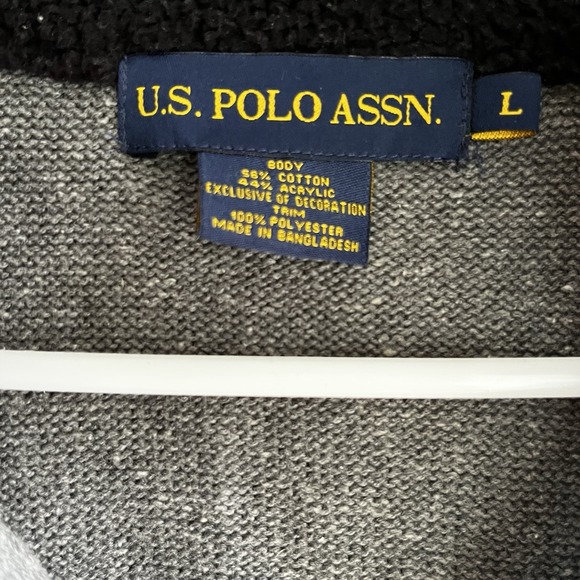 U.S. POLO ASSN.
L
BODY
56% COTTON
44% ACRYLIC
EXCLUSIVE OF DECORATION
TRIM
100% POLYESTER
MADE IN BANGLADESH